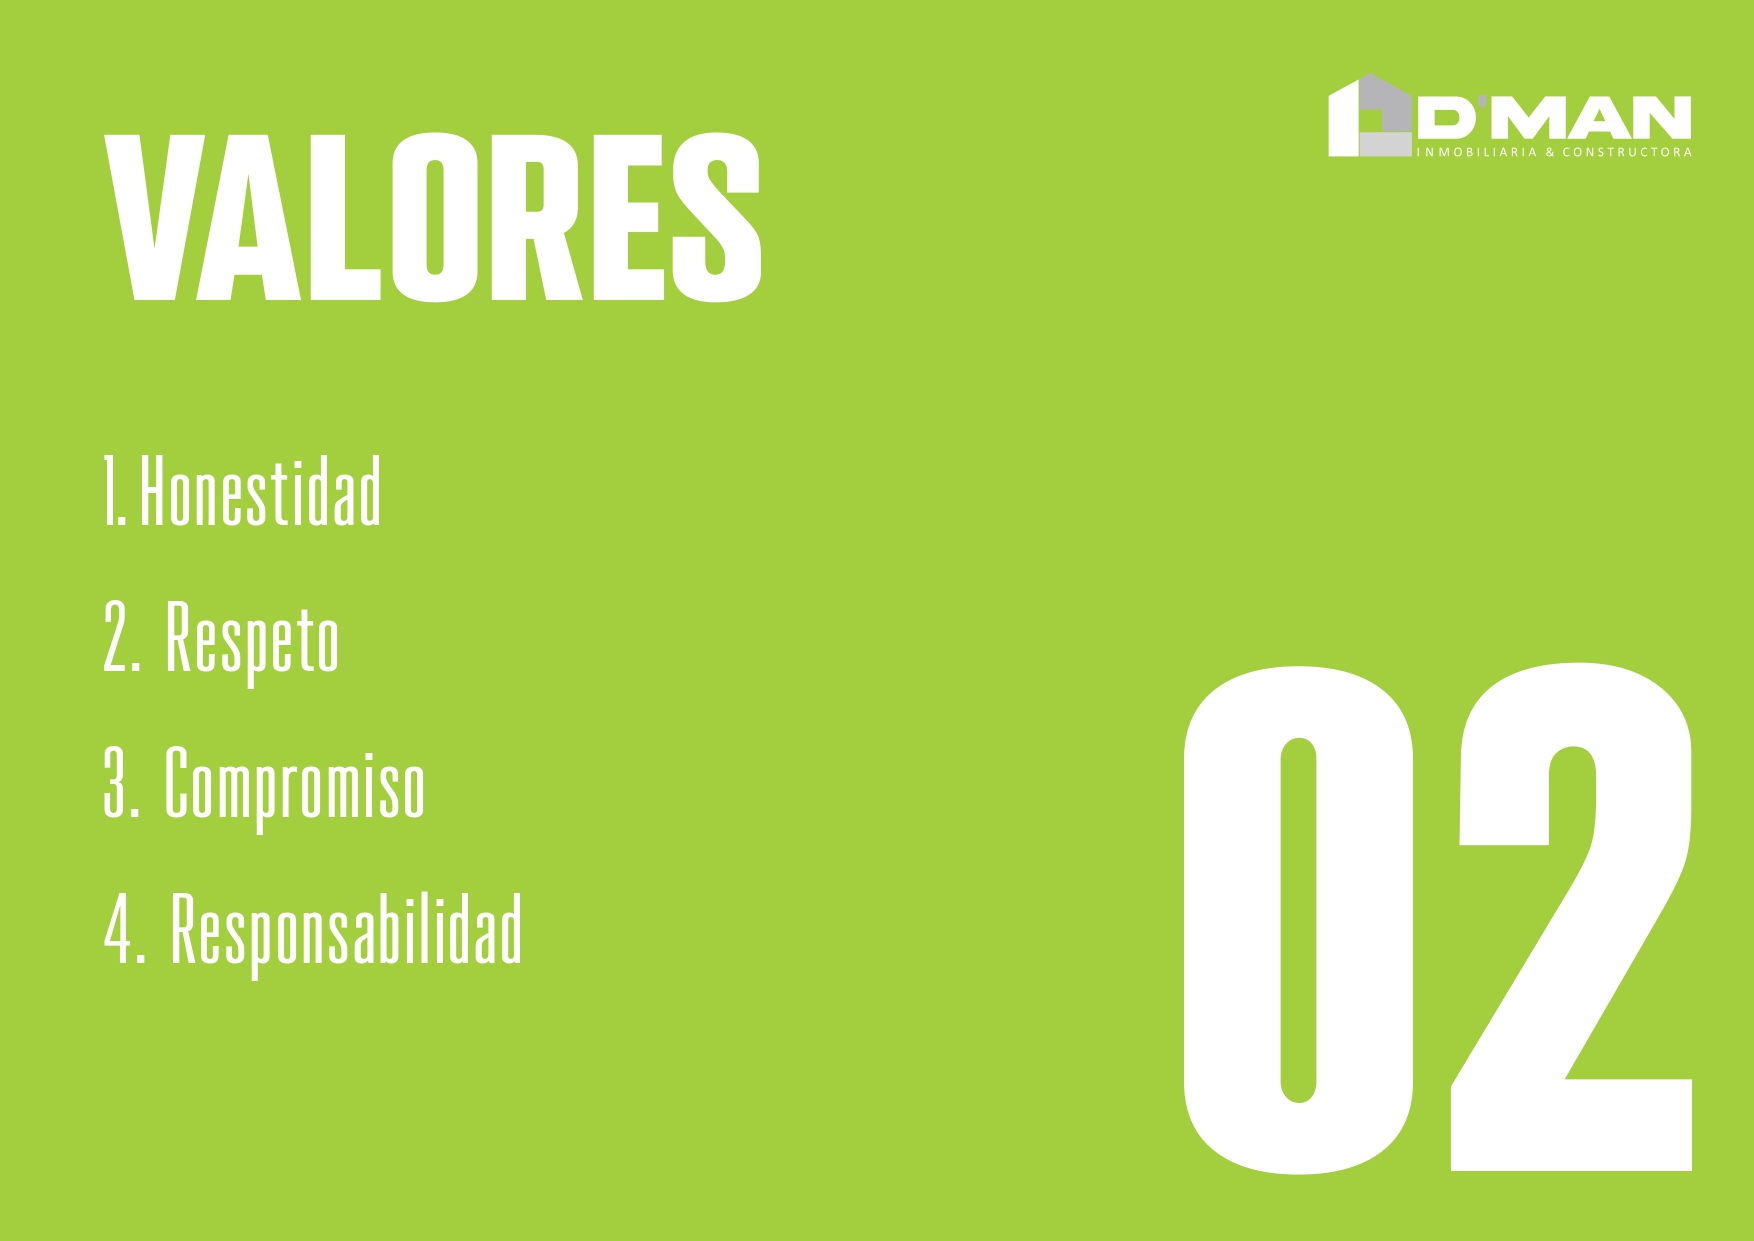 D'MAN
INMOBILIARIA & CONSTRUCTORA
VALORES
1. Honestidad
2. Respeto
3. Compromiso
4. Responsabilidad
02